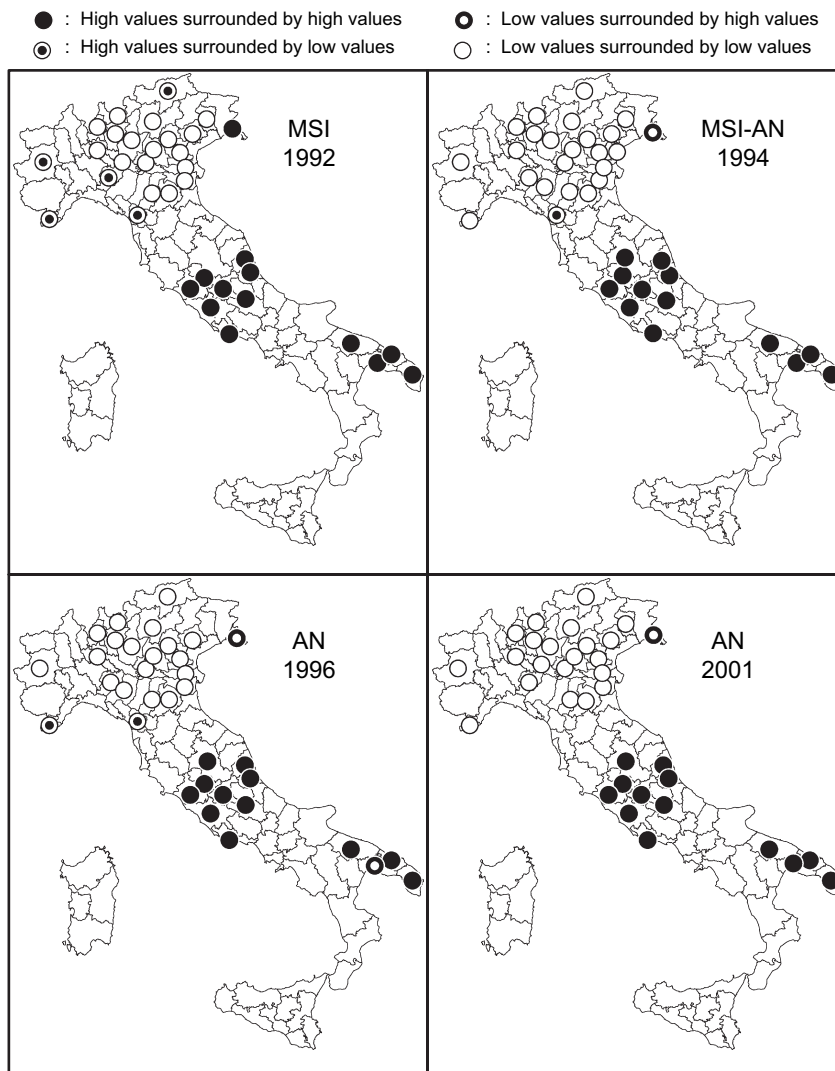 : High values surrounded by high values
: Low values surrounded by high values
: High values surrounded by low values
: Low values surrounded by low values
MSI
1992
MSI-AN
1994
AN
1996
AN
2001